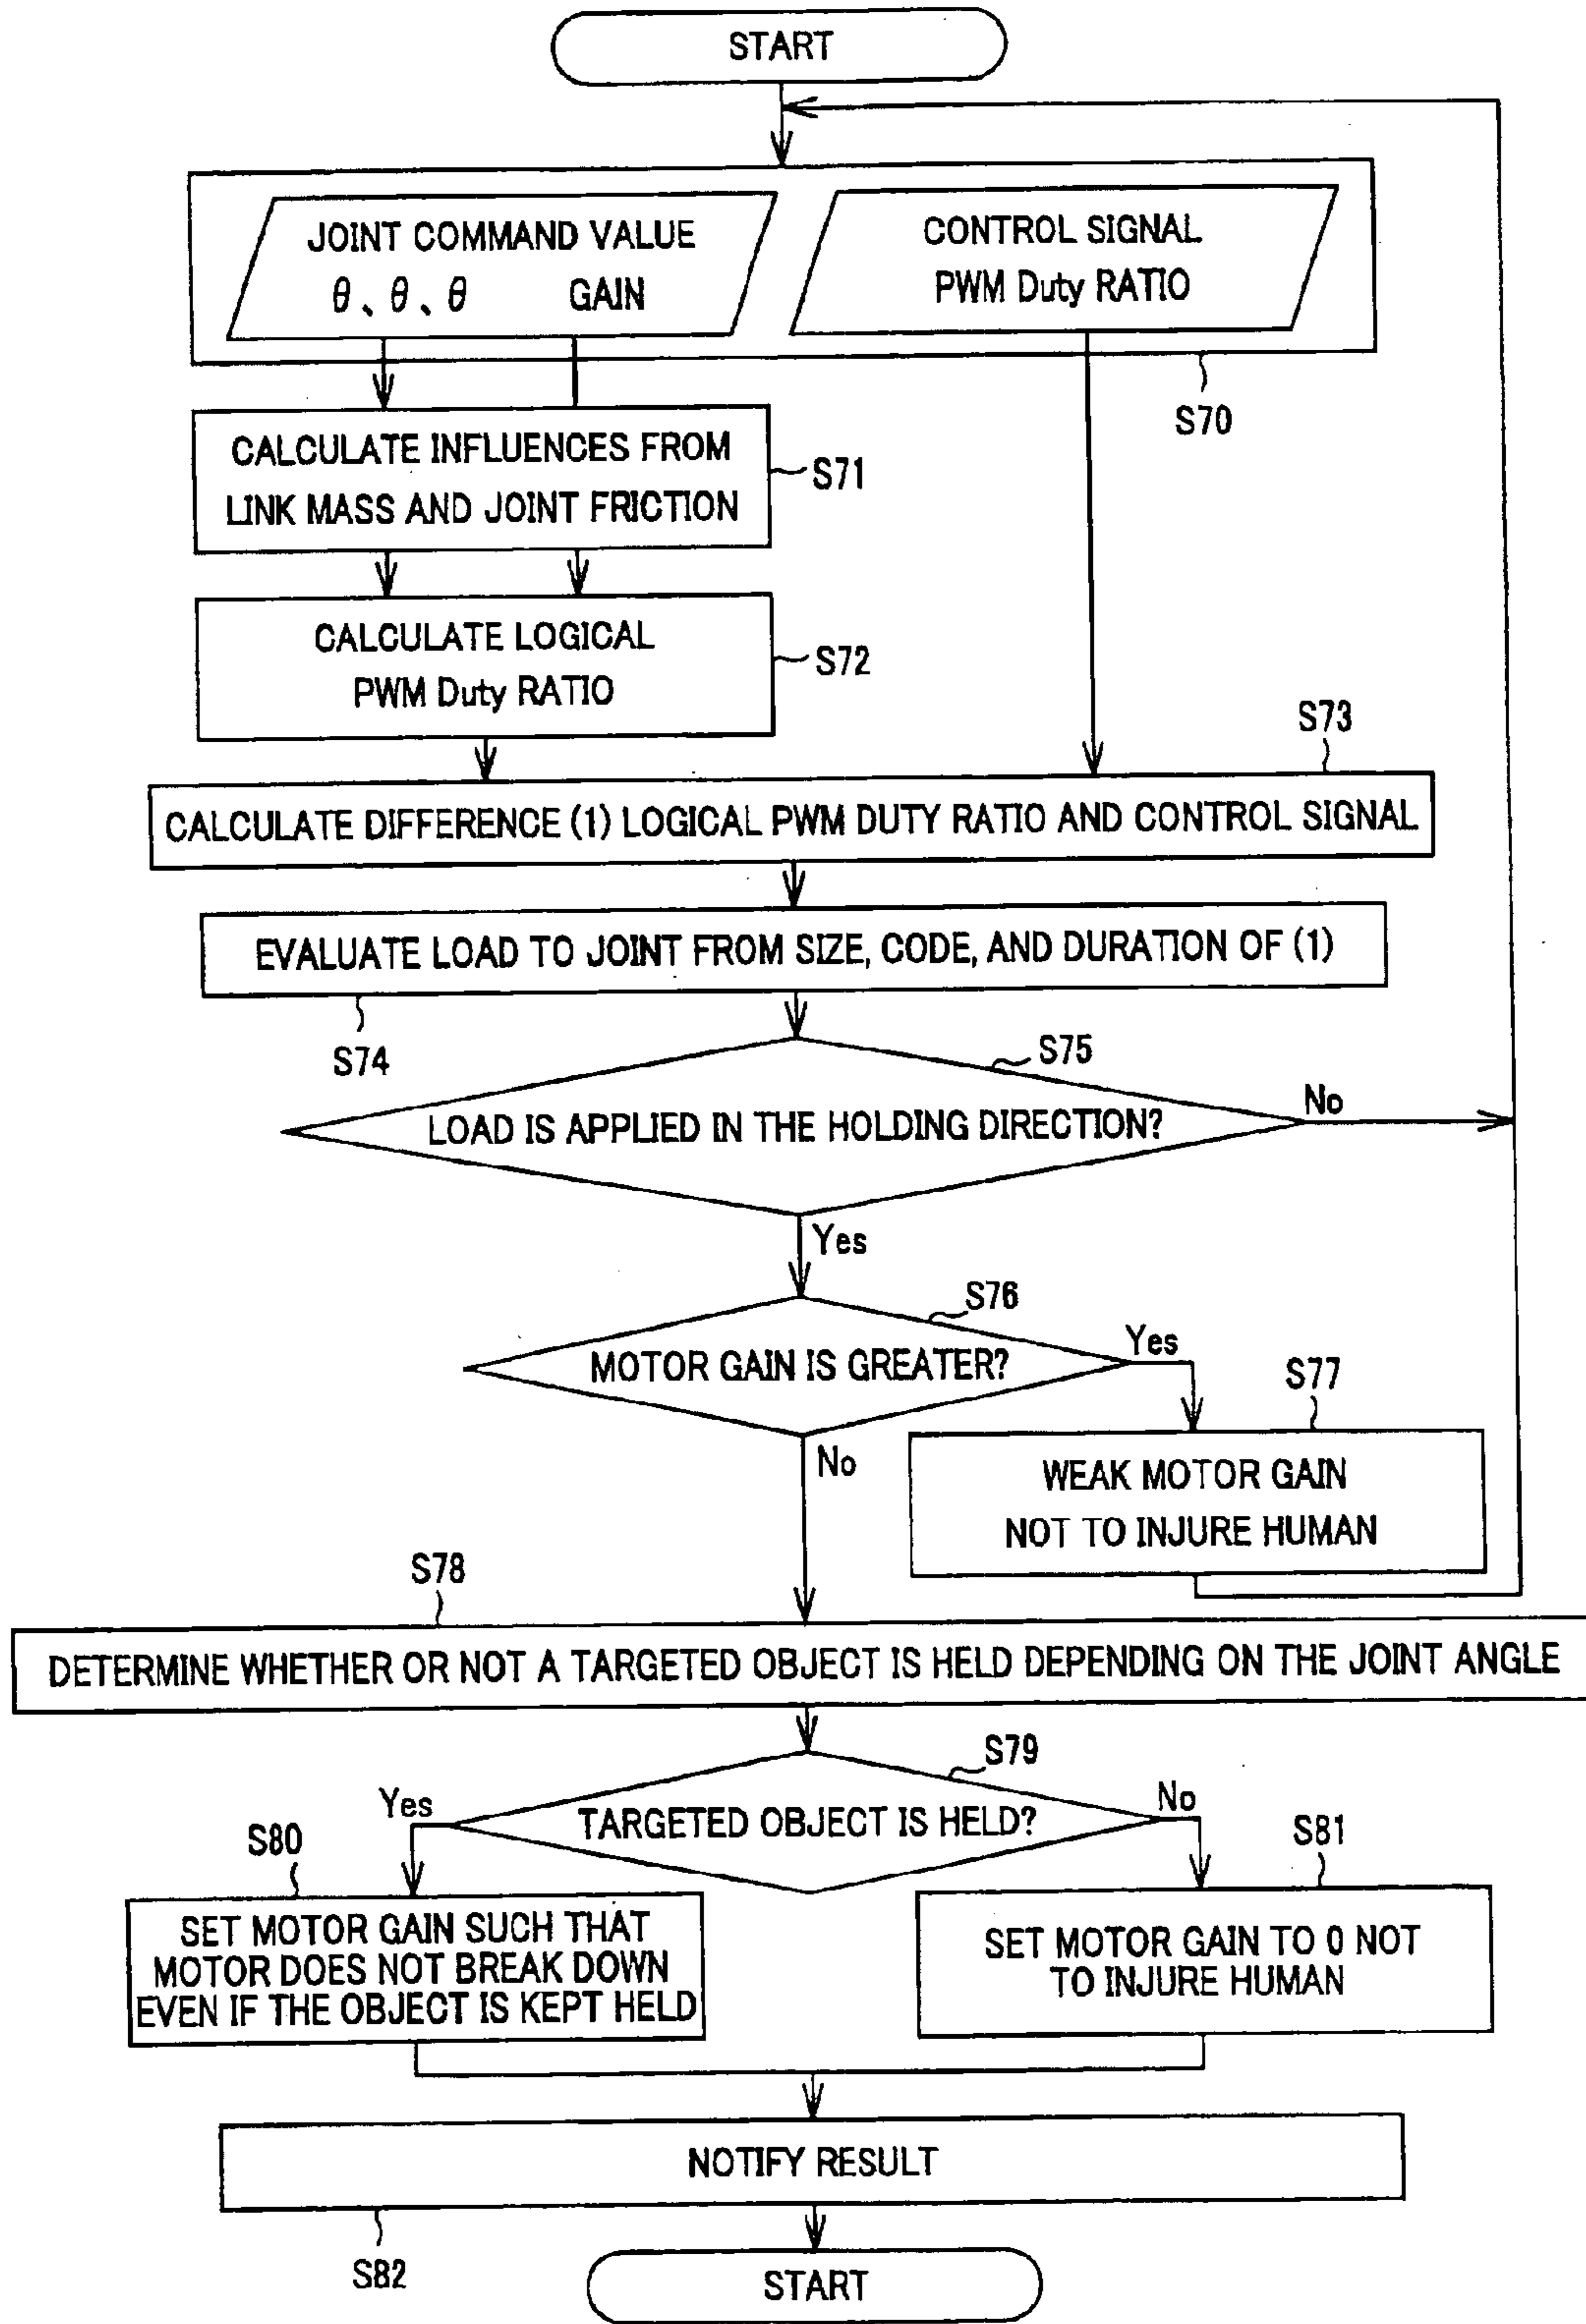 START
JOINT COMMAND VALUE
θ、θ、θ GAIN
CONTROL SIGNAL
PWM Duty RATIO
S70
CALCULATE INFLUENCES FROM
LINK MASS AND JOINT FRICTION
S71
CALCULATE LOGICAL
PWM Duty RATIO
S72
S73
CALCULATE DIFFERENCE (1) LOGICAL PWM DUTY RATIO AND CONTROL SIGNAL
EVALUATE LOAD TO JOINT FROM SIZE, CODE, AND DURATION OF (1)
S74
S75
LOAD IS APPLIED IN THE HOLDING DIRECTION?
No
Yes
S76
MOTOR GAIN IS GREATER?
Yes
No
S77
WEAK MOTOR GAIN
NOT TO INJURE HUMAN
S78
DETERMINE WHETHER OR NOT A TARGETED OBJECT IS HELD DEPENDING ON THE JOINT ANGLE
S79
TARGETED OBJECT IS HELD?
Yes
No
S80
SET MOTOR GAIN SUCH THAT
MOTOR DOES NOT BREAK DOWN
EVEN IF THE OBJECT IS KEPT HELD
S81
SET MOTOR GAIN TO 0 NOT
TO INJURE HUMAN
NOTIFY RESULT
S82
START